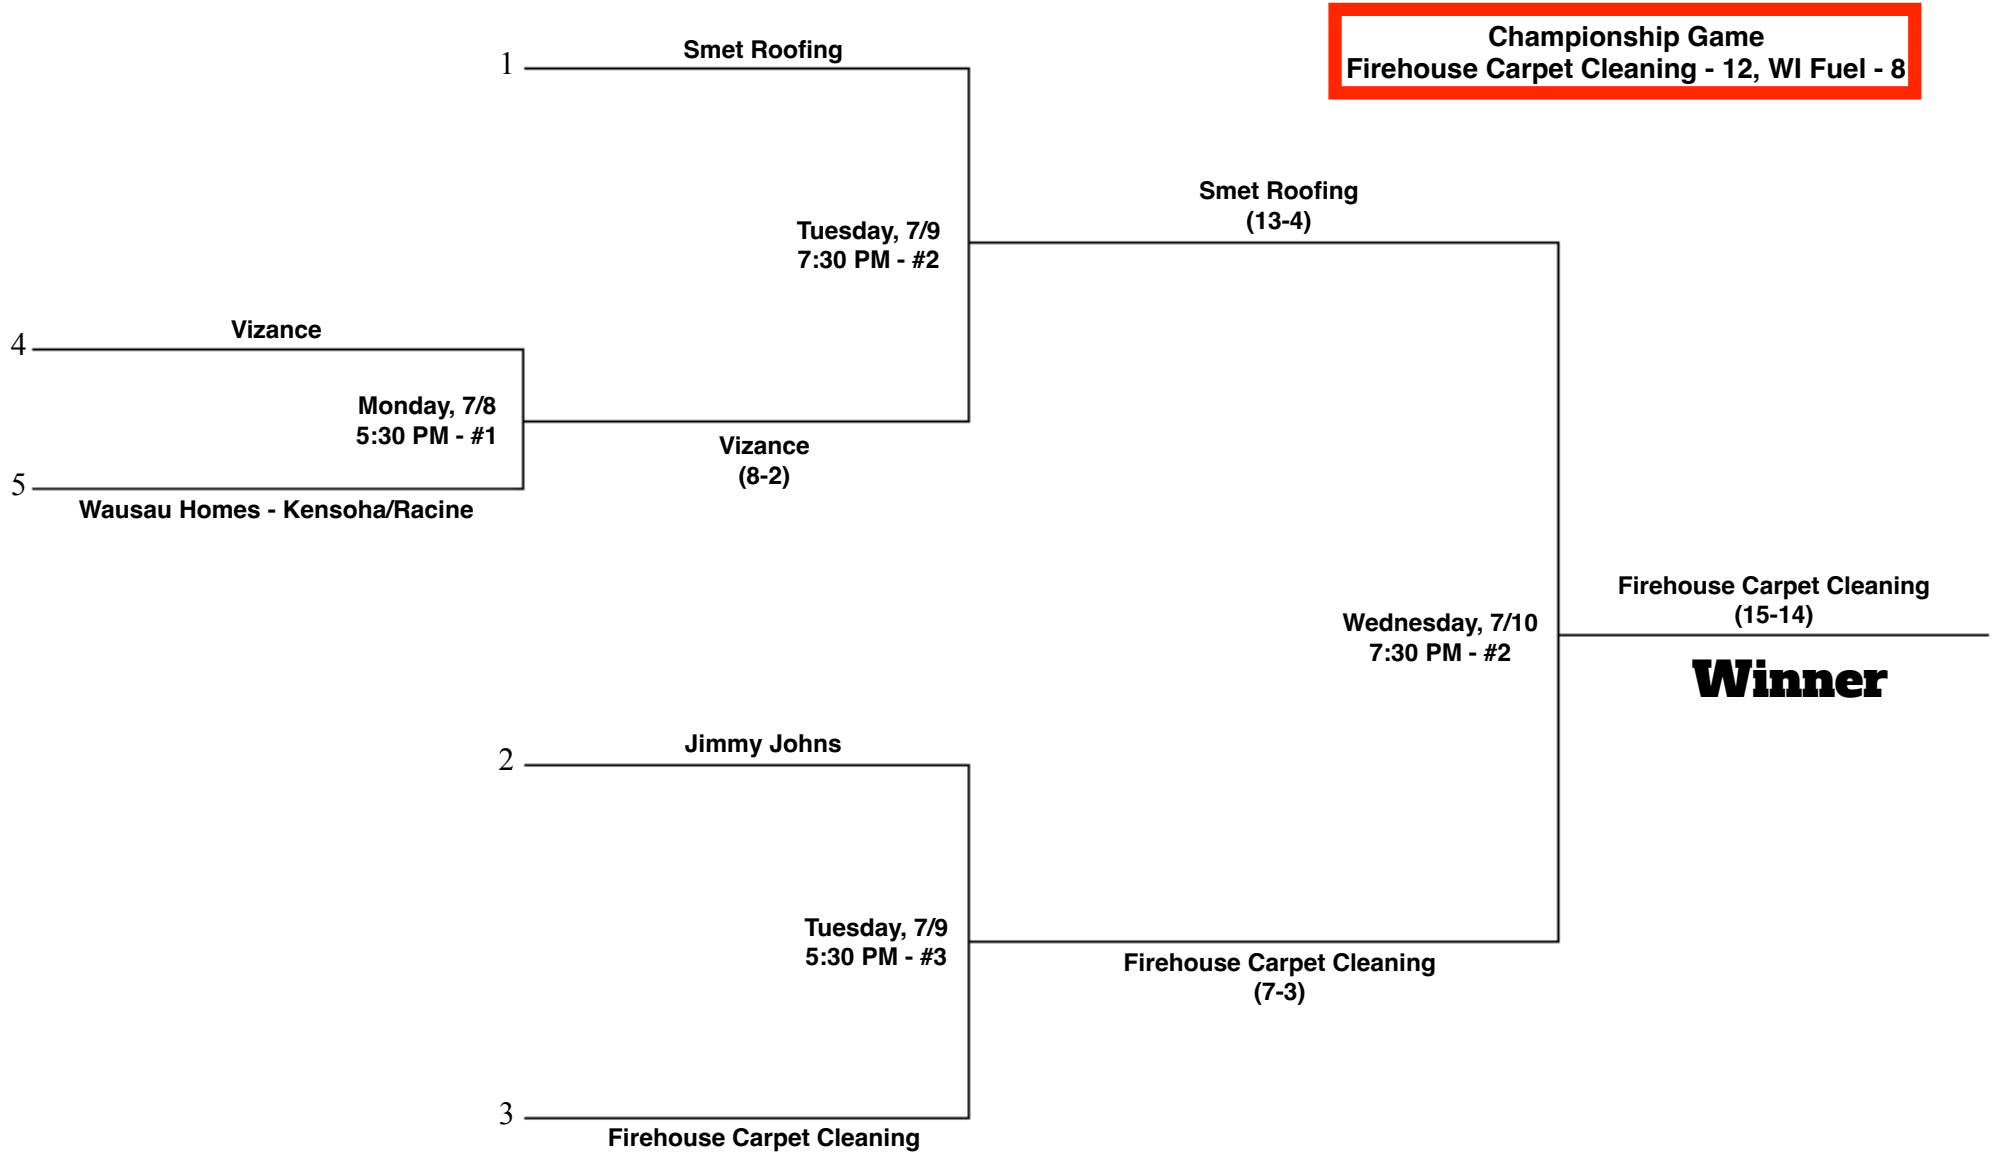 Championship Game
Firehouse Carpet Cleaning - 12, WI Fuel - 8
1
Smet Roofing
Smet Roofing
(13-4)
Tuesday, 7/9
7:30 PM - #2
4
Vizance
Monday, 7/8
5:30 PM - #1
Vizance
(8-2)
5
Wausau Homes - Kensoha/Racine
Firehouse Carpet Cleaning
(15-14)
Wednesday, 7/10
7:30 PM - #2
Winner
2
Jimmy Johns
Tuesday, 7/9
5:30 PM - #3
Firehouse Carpet Cleaning
(7-3)
3
Firehouse Carpet Cleaning